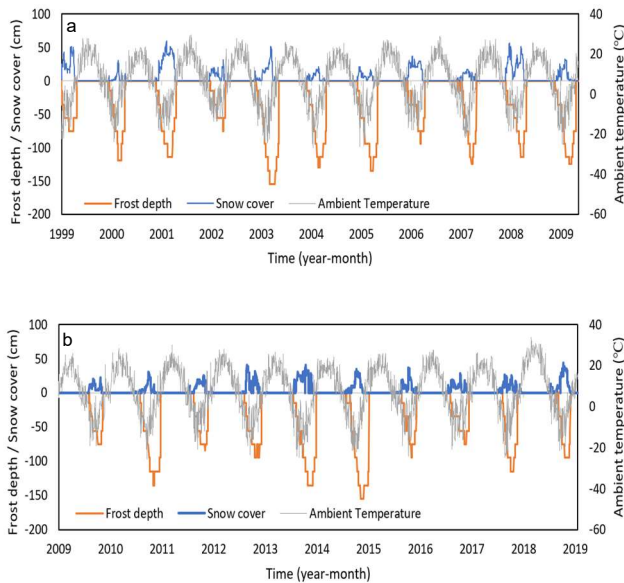 a
100
50
0
-50
-100
-150
-200
Frost depth / Snow cover (cm)
40
20
0
-20
-40
-60
Ambient temperature (°C)
Frost depth Snow cover Ambient Temperature
1999 2000 2001 2002 2003 2004 2005 2006 2007 2008 2009
Time (year-month)
b
100
50
0
-50
-100
-150
-200
Frost depth / Snow cover (cm)
40
20
0
-20
-40
-60
Ambient temperature (°C)
Frost depth Snow cover Ambient Temperature
2009 2010 2011 2012 2013 2014 2015 2016 2017 2018 2019
Time (year-month)